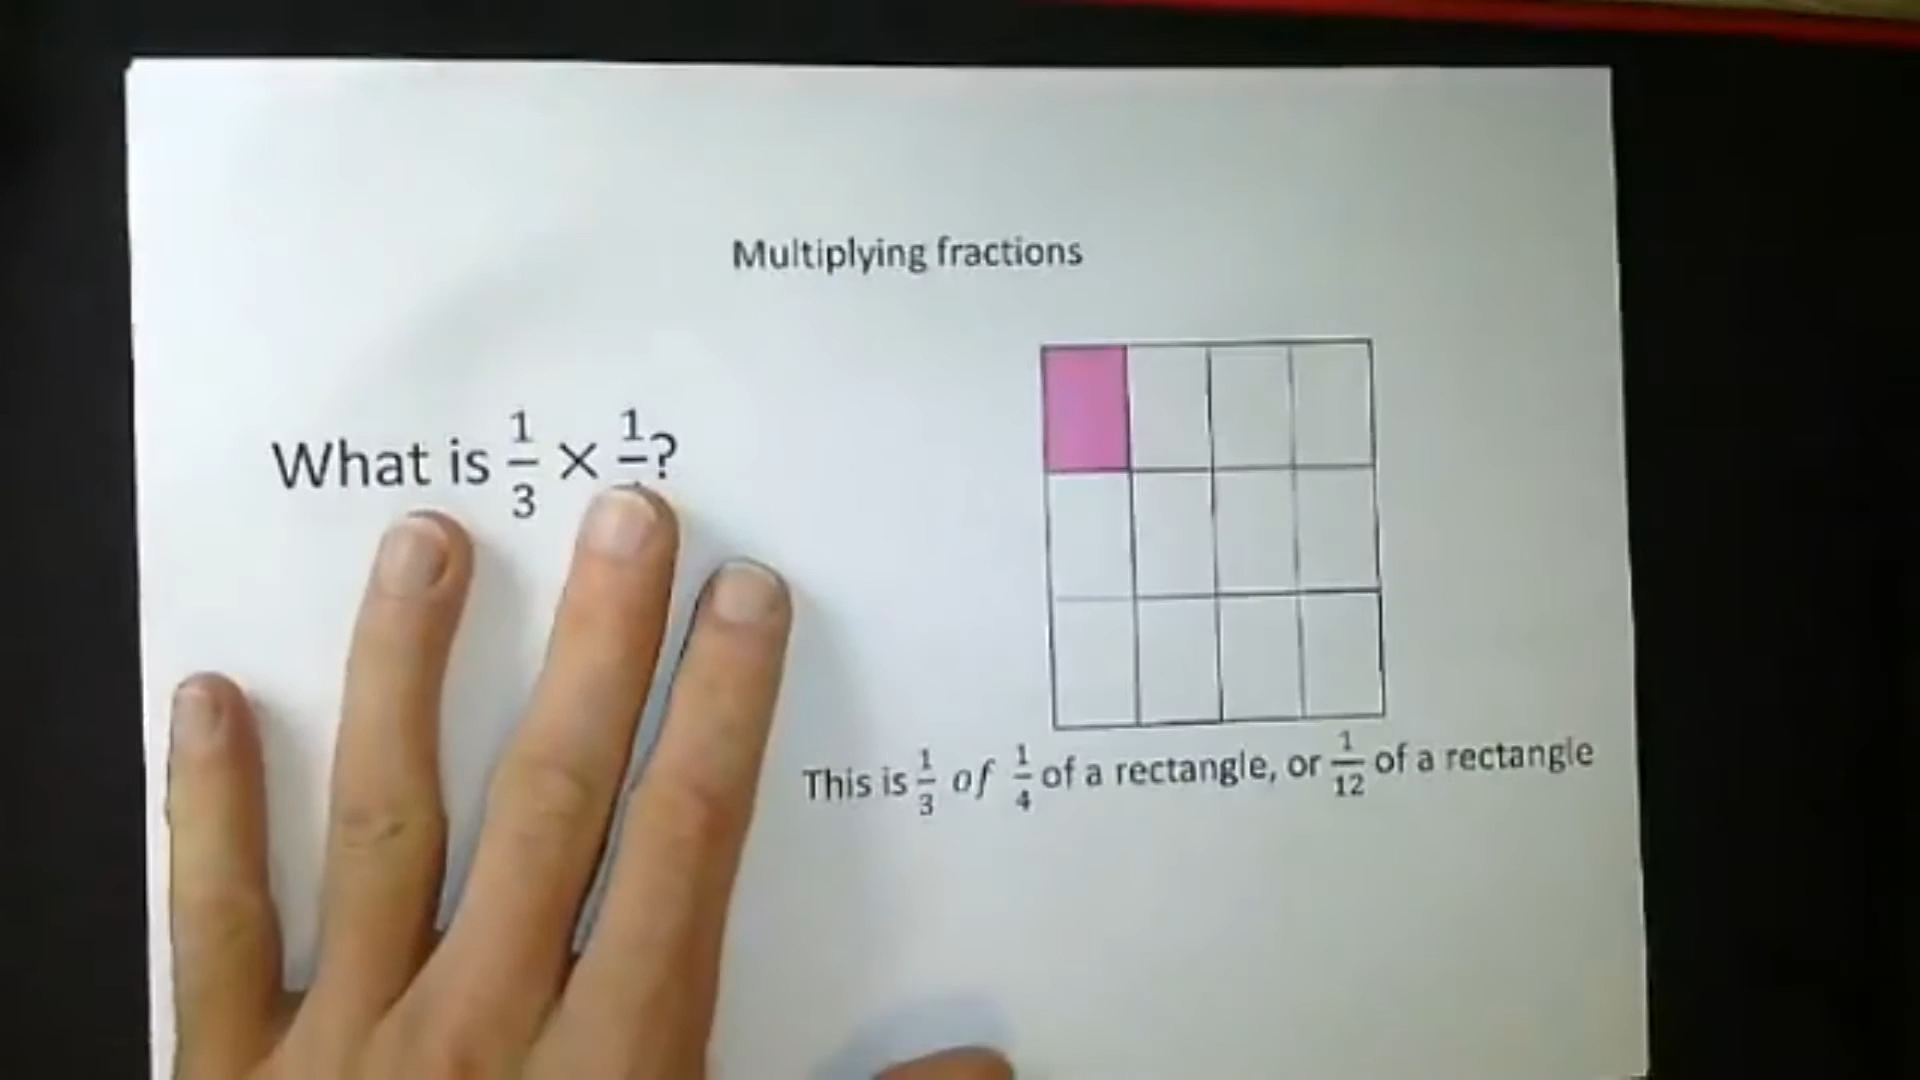 Multiplying fractions
What is 1/3 × 1/?
This is 1/3 of 1/4 of a rectangle, or 1/12 of a rectangle